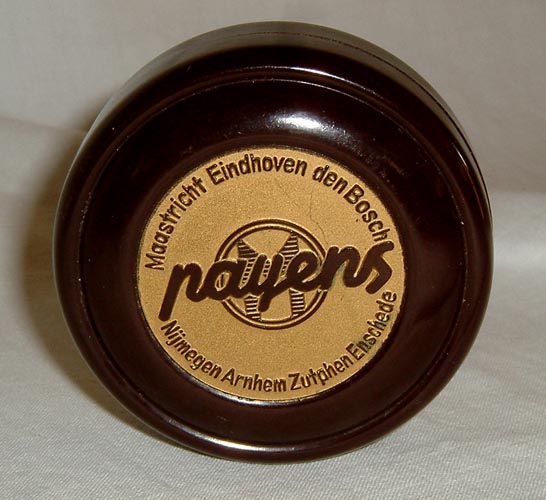 Maastricht Eindhoven den Bosch
payens
Nijmegen Arnhem Zutphen Enschede